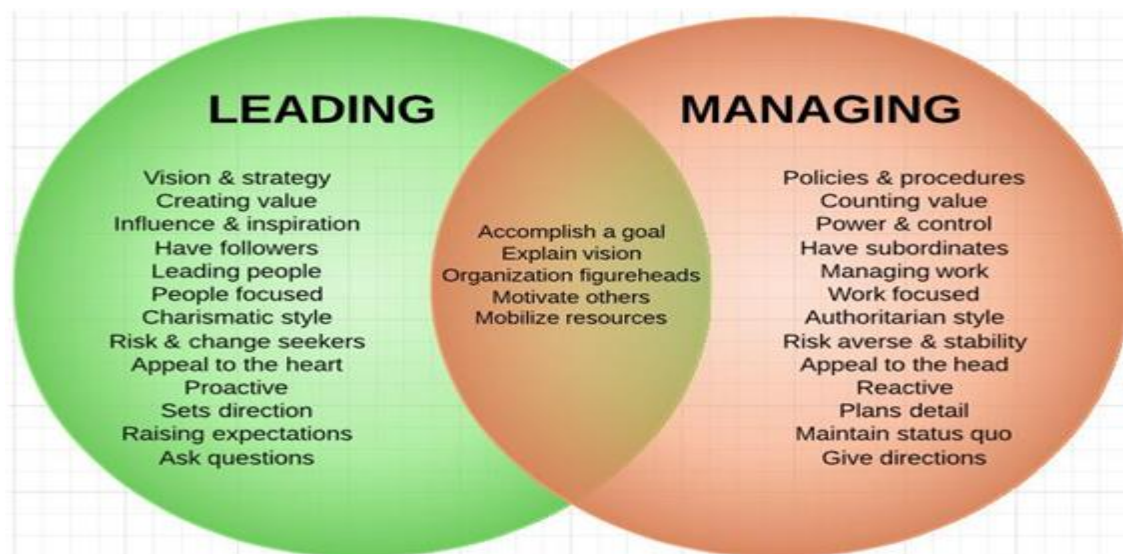 LEADING
Vision & strategy
Creating value
Influence & inspiration
Have followers
Leading people
People focused
Charismatic style
Risk & change seekers
Appeal to the heart
Proactive
Sets direction
Raising expectations
Ask questions
Accomplish a goal
Explain vision
Organization figureheads
Motivate others
Mobilize resources
MANAGING
Policies & procedures
Counting value
Power & control
Have subordinates
Managing work
Work focused
Authoritarian style
Risk averse & stability
Appeal to the head
Reactive
Plans detail
Maintain status quo
Give directions